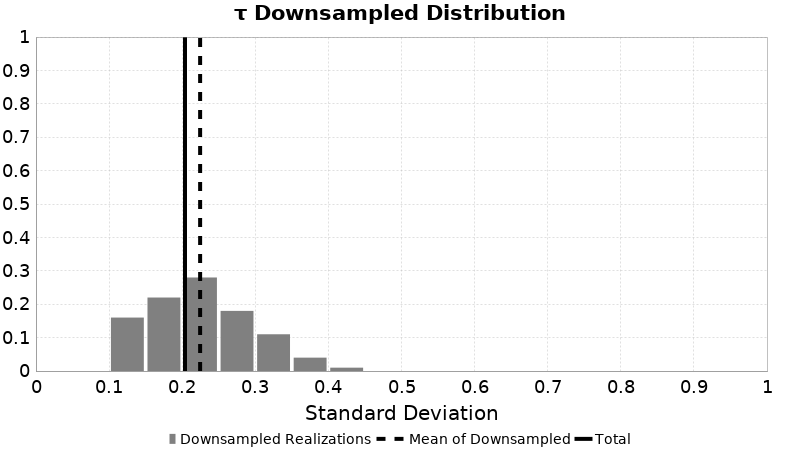 τ Downsampled Distribution
1
0.9
0.8
0.7
0.6
0.5
0.4
0.3
0.2
0.1
0
0 0.1 0.2 0.3 0.4 0.5 0.6 0.7 0.8 0.9 1
Standard Deviation
Downsampled Realizations Mean of Downsampled Total